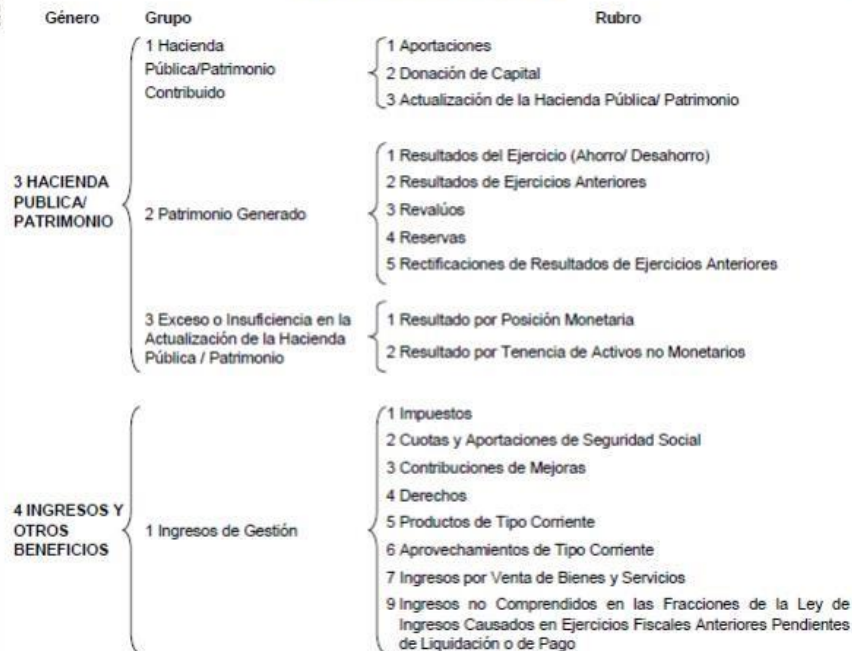 Género Grupo Rubro
1 Hacienda
Pública/Patrimonio
Contribuido
1 Aportaciones
2 Donación de Capital
3 Actualización de la Hacienda Pública/ Patrimonio
3 HACIENDA
PUBLICA/
PATRIMONIO
2 Patrimonio Generado
1 Resultados del Ejercicio (Ahorro/ Desahorro)
2 Resultados de Ejercicios Anteriores
3 Revalúos
4 Reservas
5 Rectificaciones de Resultados de Ejercicios Anteriores
3 Exceso o Insuficiencia en la
Actualización de la Hacienda
Pública / Patrimonio
1 Resultado por Posición Monetaria
2 Resultado por Tenencia de Activos no Monetarios
4 INGRESOS Y
OTROS
BENEFICIOS
1 Ingresos de Gestión
1 Impuestos
2 Cuotas y Aportaciones de Seguridad Social
3 Contribuciones de Mejoras
4 Derechos
5 Productos de Tipo Corriente
6 Aprovechamientos de Tipo Corriente
7 Ingresos por Venta de Bienes y Servicios
9 Ingresos no Comprendidos en las Fracciones de la Ley de
Ingresos Causados en Ejercicios Fiscales Anteriores Pendientes
de Liquidación o de Pago